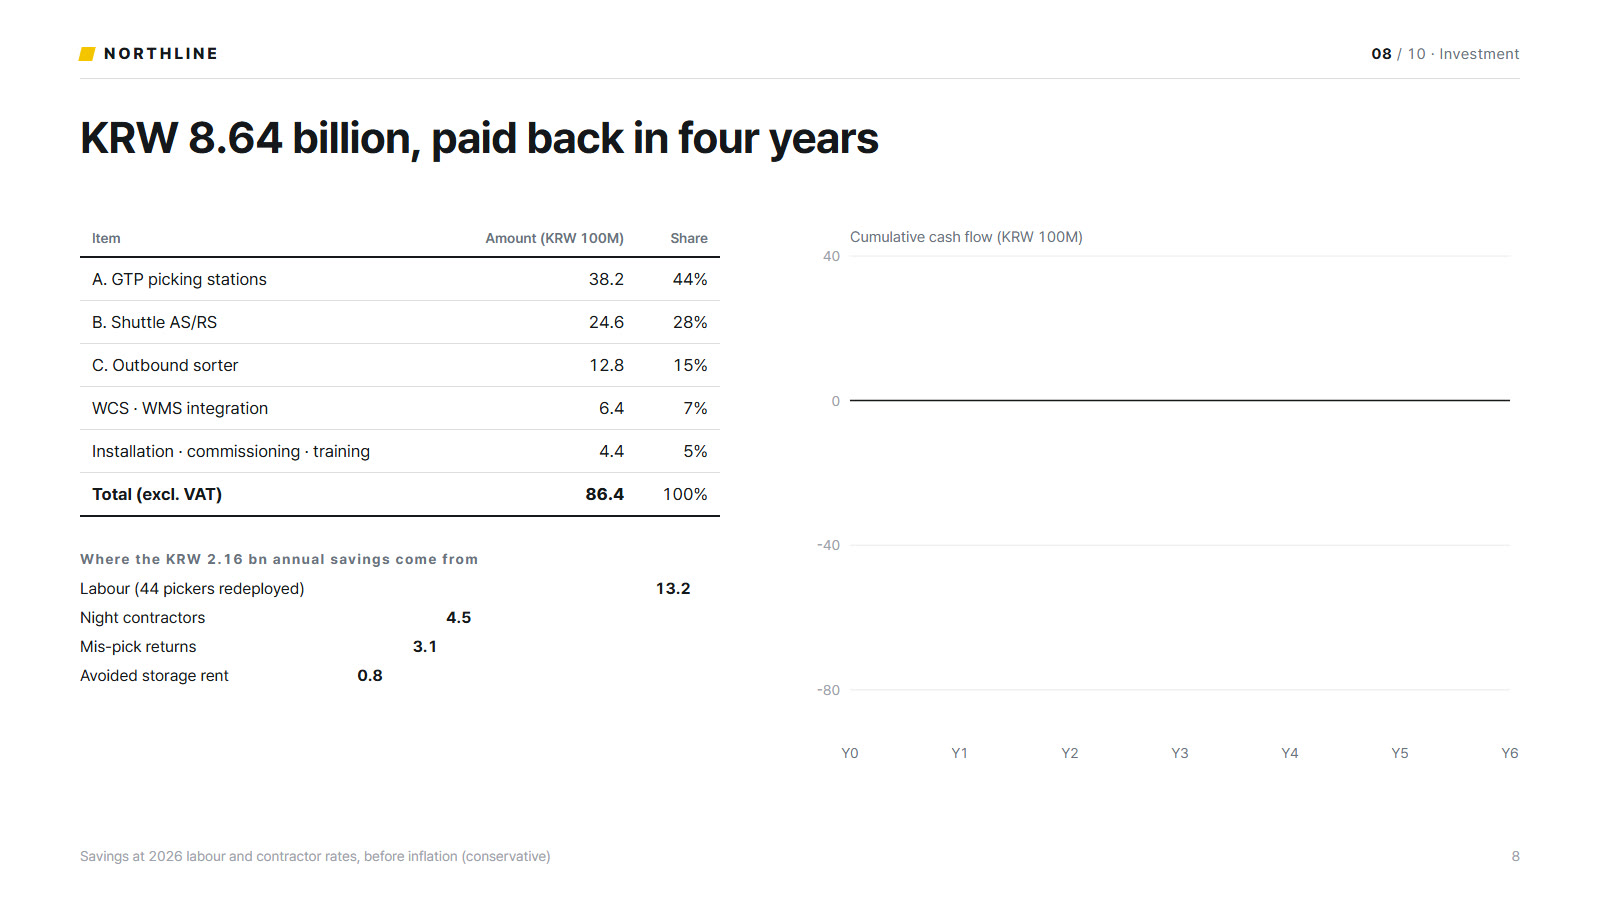 NORTHLINE
08 / 10 · Investment
KRW 8.64 billion, paid back in four years
Item Amount (KRW 100M) Share
A. GTP picking stations 38.2 44%
B. Shuttle AS/RS 24.6 28%
C. Outbound sorter 12.8 15%
WCS · WMS integration 6.4 7%
Installation · commissioning · training 4.4 5%
Total (excl. VAT) 86.4 100%
Where the KRW 2.16 bn annual savings come from
Labour (44 pickers redeployed) 13.2
Night contractors 4.5
Mis-pick returns 3.1
Avoided storage rent 0.8
Cumulative cash flow (KRW 100M)
40
0
-40
-80
Y0 Y1 Y2 Y3 Y4 Y5 Y6
Savings at 2026 labour and contractor rates, before inflation (conservative)
8